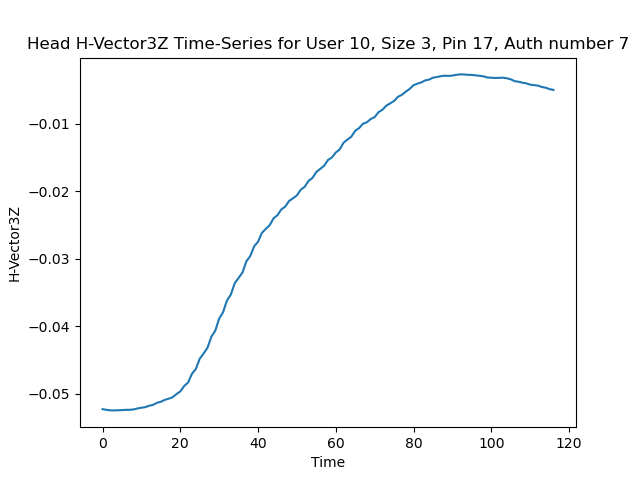 Head H-Vector3Z Time-Series for User 10, Size 3, Pin 17, Auth number 7
−0.01
−0.02
−0.03
−0.04
−0.05
H-Vector3Z
0 20 40 60 80 100 120
Time